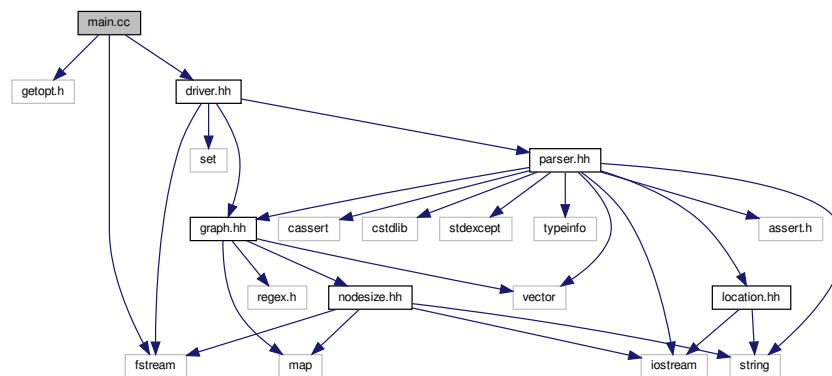 main.cc
getopt.h
driver.hh
set
parser.hh
graph.hh
cassert
cstdlib
stdexcept
typeinfo
assert.h
regex.h
nodesize.hh
vector
location.hh
fstream
map
iostream
string